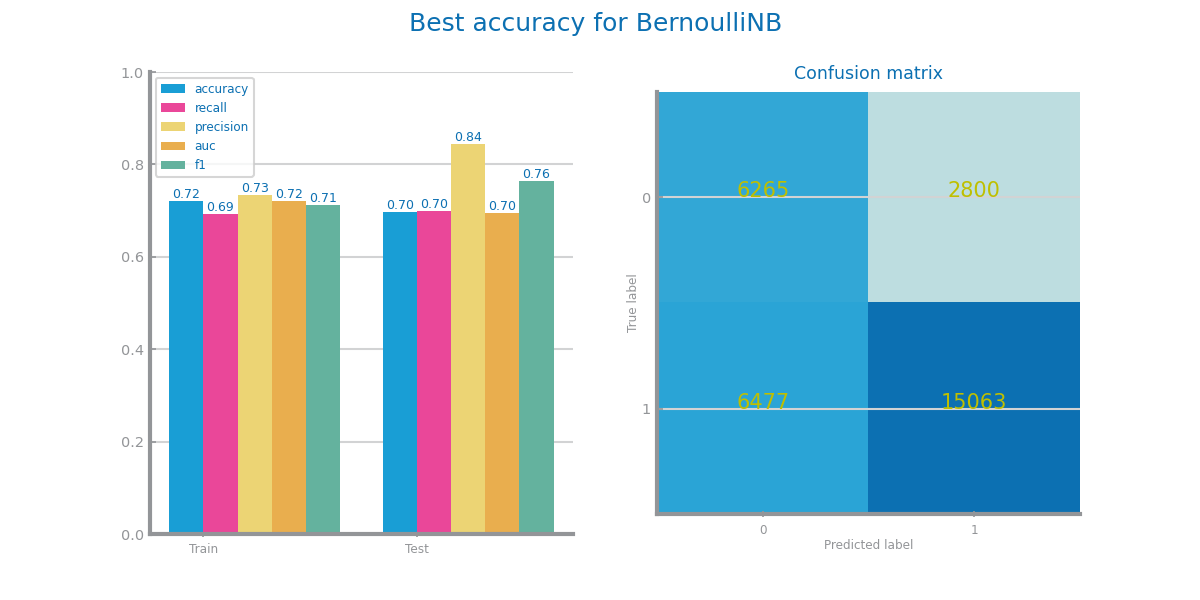 Best accuracy for BernoulliNB
1.0
0.8
0.6
0.4
0.2
0.0
accuracy
recall
precision
auc
f1
0.72
0.69
0.73
0.72
0.71
0.70
0.70
0.84
0.70
0.76
Train
Test
Confusion matrix
True label
0
1
6265
2800
6477
15063
0
1
Predicted label